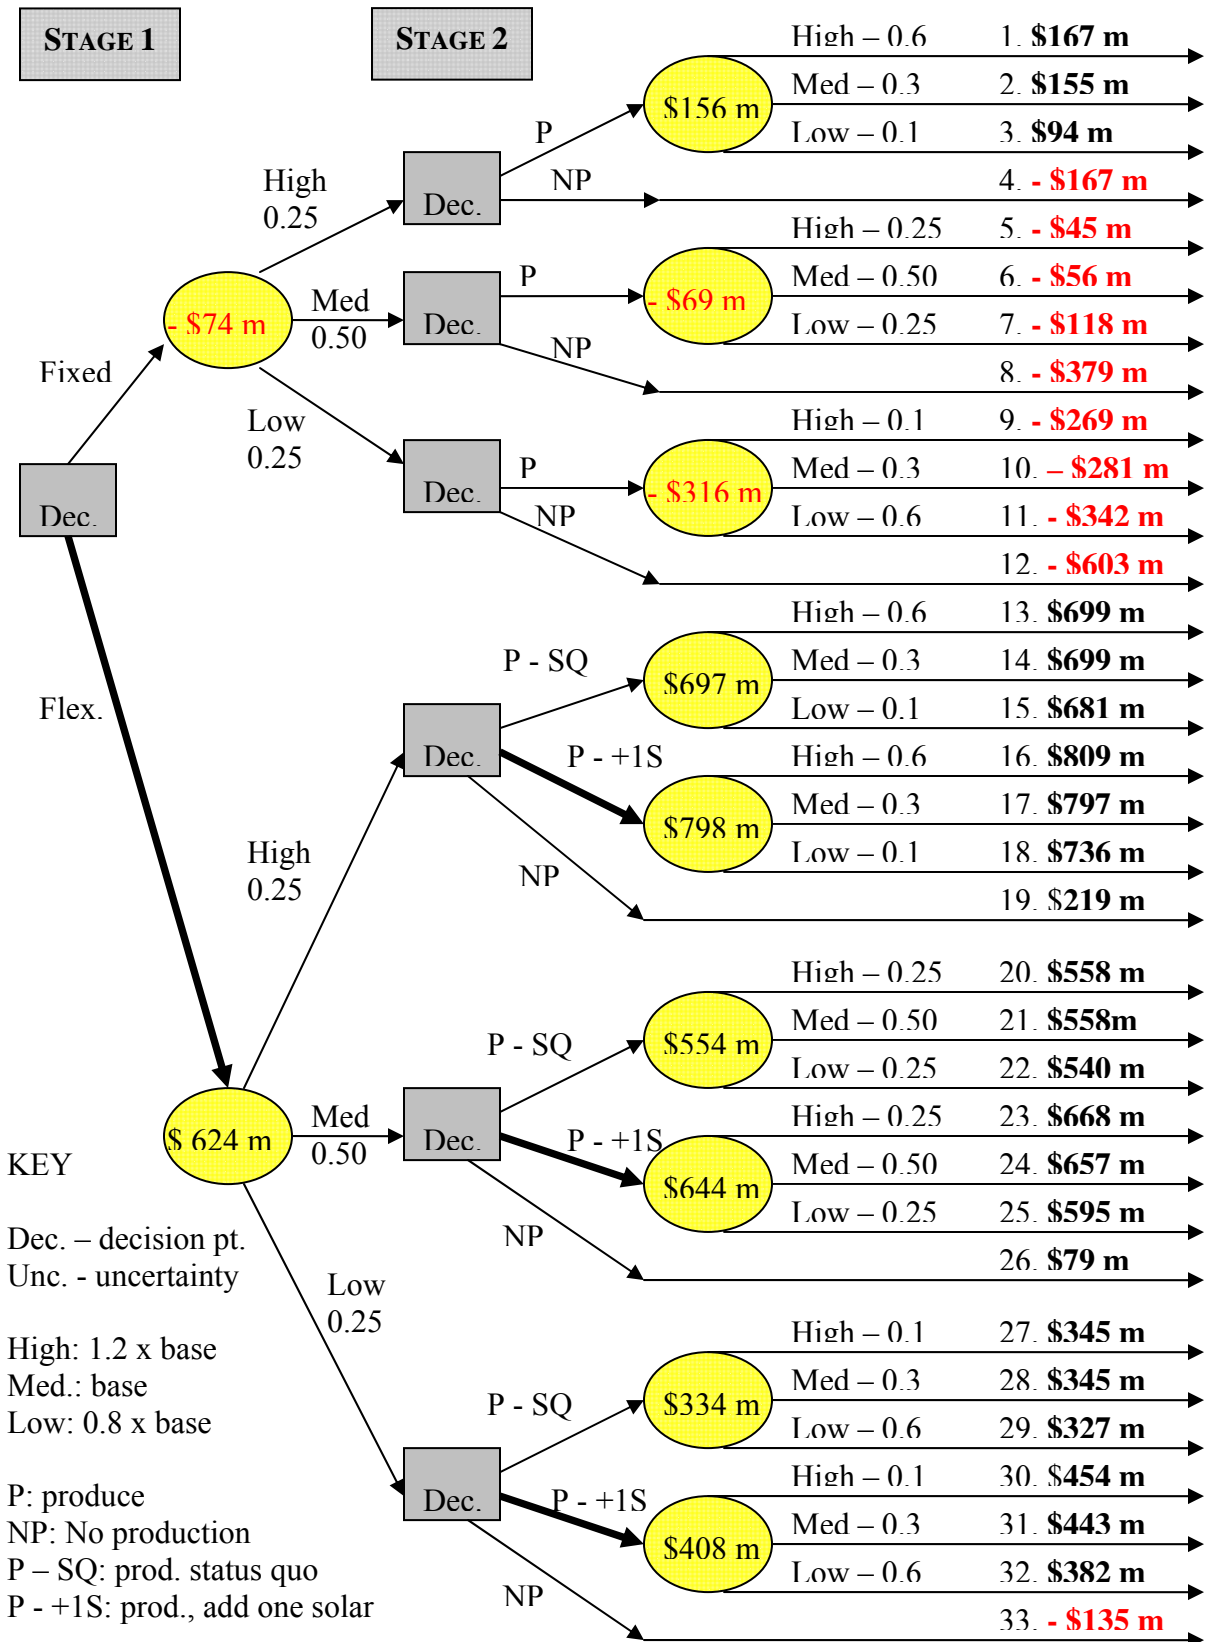 STAGE 1
STAGE 2
High – 0.6 1. $167 m
$156 m
Med – 0.3 2. $155 m
Low – 0.1 3. $94 m
P
NP
4. - $167 m
High
0.25
Dec.
High – 0.25 5. - $45 m
P
- $69 m
Med – 0.50 6. - $56 m
Low – 0.25 7. - $118 m
- $74 m
Med
0.50
Dec.
NP
8. - $379 m
Fixed
Low
0.25
High – 0.1 9. - $269 m
P
- $316 m
Med – 0.3 10. – $281 m
Low – 0.6 11. - $342 m
Dec.
NP
12. - $603 m
Dec.
High – 0.6 13. $699 m
P - SQ
$697 m
Med – 0.3 14. $699 m
Low – 0.1 15. $681 m
Flex.
Dec.
P - +1S
High – 0.6 16. $809 m
$798 m
Med – 0.3 17. $797 m
Low – 0.1 18. $736 m
High
0.25
NP
19. $219 m
High – 0.25 20. $558 m
P - SQ
$554 m
Med – 0.50 21. $558m
Low – 0.25 22. $540 m
$ 624 m
Med
0.50
Dec.
P - +1S
High – 0.25 23. $668 m
$644 m
Med – 0.50 24. $657 m
Low – 0.25 25. $595 m
NP
26. $79 m
KEY
Dec. – decision pt.
Unc. - uncertainty
Low
0.25
High – 0.1 27. $345 m
P - SQ
$334 m
Med – 0.3 28. $345 m
Low – 0.6 29. $327 m
High: 1.2 x base
Med.: base
Low: 0.8 x base
Dec.
P - +1S
High – 0.1 30. $454 m
$408 m
Med – 0.3 31. $443 m
Low – 0.6 32. $382 m
NP
33. - $135 m
P: produce
NP: No production
P – SQ: prod. status quo
P - +1S: prod., add one solar